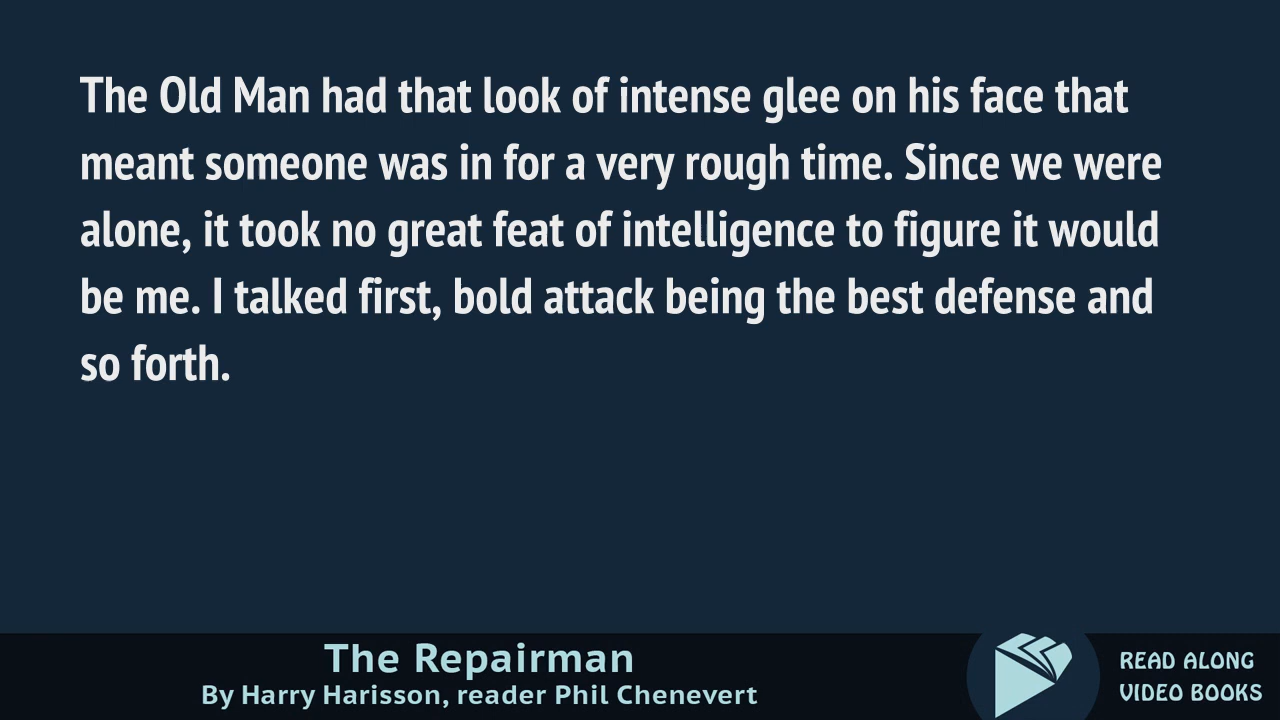 The Old Man had that look of intense glee on his face that
meant someone was in for a very rough time. Since we were
alone, it took no great feat of intelligence to figure it would
be me. I talked first, bold attack being the best defense and
so forth.
The Repairman
By Harry Harisson, reader Phil Chenevert
READ ALONG
VIDEO BOOKS